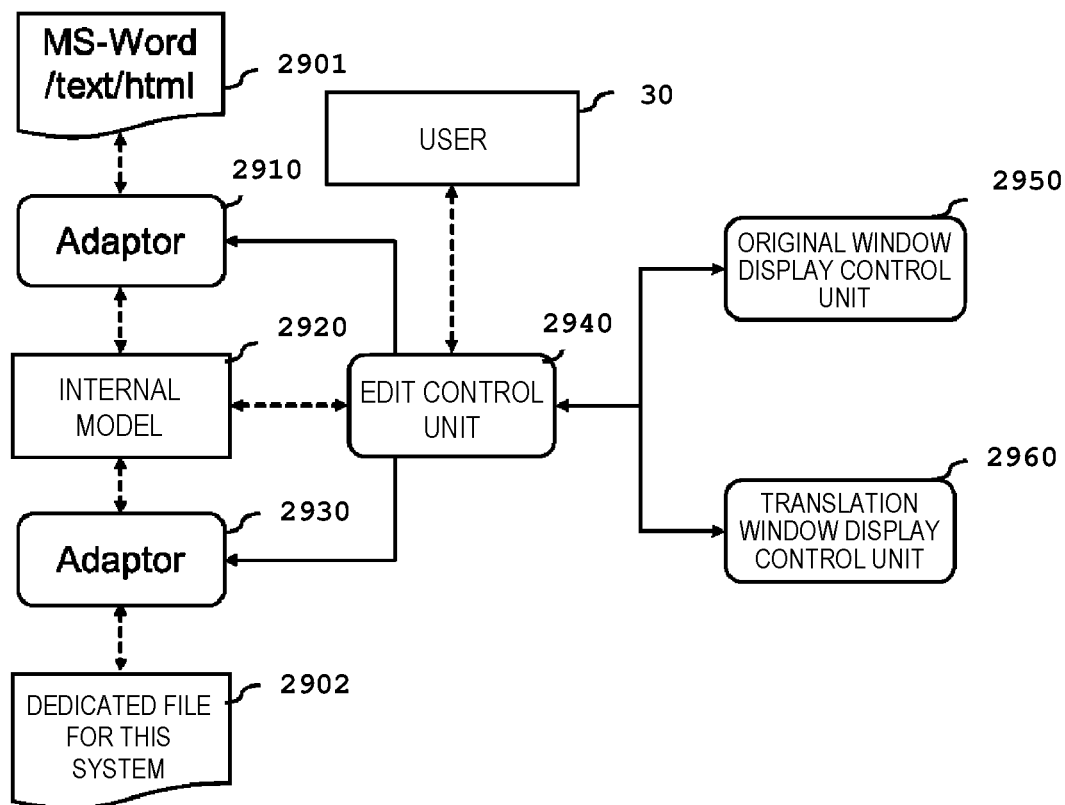 MS-Word
/text/html
2901
30
USER
2910
Adaptor
2950
ORIGINAL WINDOW
DISPLAY CONTROL
UNIT
2920
INTERNAL
MODEL
2940
EDIT CONTROL
UNIT
2930
Adaptor
2960
TRANSLATION
WINDOW DISPLAY
CONTROL UNIT
2902
DEDICATED FILE
FOR THIS
SYSTEM